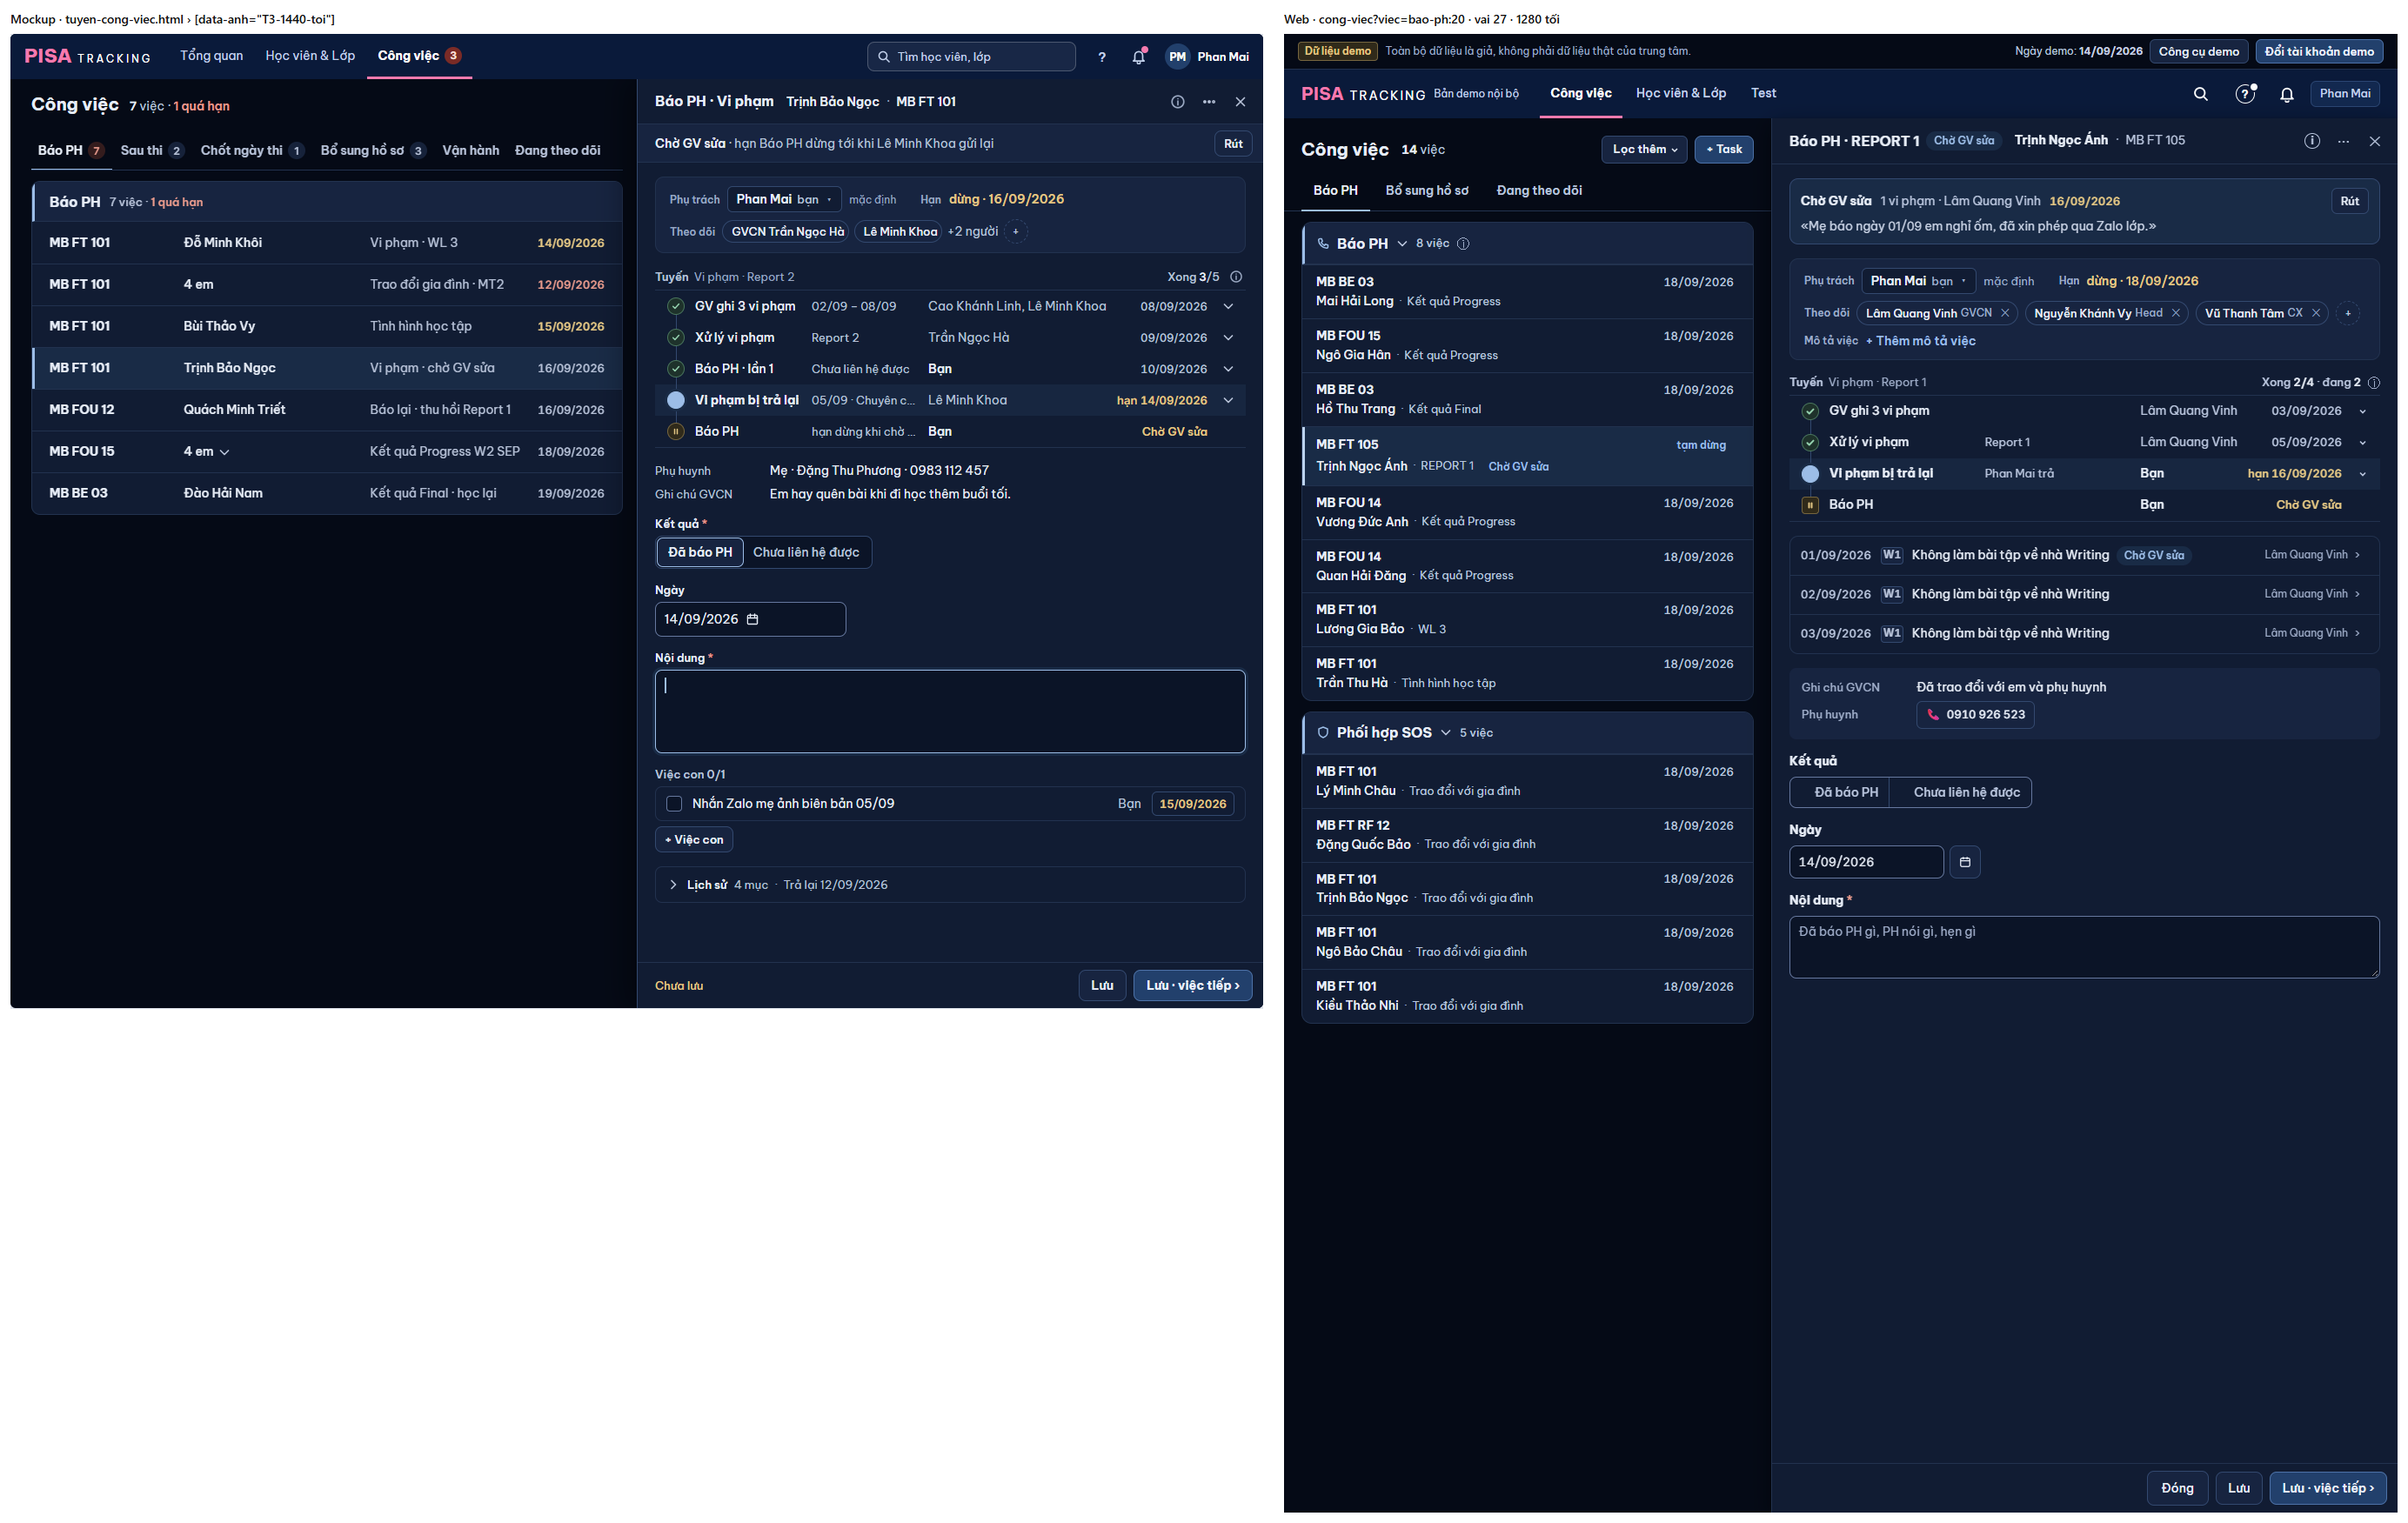 Mockup · tuyen-cong-viec.html › [data-anh="T3-1440-toi"]
PISA TRACKING Tổng quan Học viên & Lớp Công việc 3 Tìm học viên, lớp ? PM Phan Mai
Công việc 7 việc · 1 quá hạn
Báo PH 7 Sau thi 2 Chốt ngày thi 1 Bổ sung hồ sơ 3 Vận hành Đang theo dõi
Báo PH 7 việc · 1 quá hạn
MB FT 101 Đỗ Minh Khôi Vi phạm · WL 3 14/09/2026
MB FT 101 4 em Trao đổi gia đình · MT2 12/09/2026
MB FT 101 Bùi Thảo Vy Tình hình học tập 15/09/2026
MB FT 101 Trịnh Bảo Ngọc Vi phạm · chờ GV sửa 16/09/2026
MB FOU 12 Quách Minh Triết Báo lại · thu hồi Report 1 16/09/2026
MB FOU 15 4 em Kết quả Progress W2 SEP 18/09/2026
MB BE 03 Đào Hải Nam Kết quả Final · học lại 19/09/2026
Báo PH · Vi phạm Trịnh Bảo Ngọc · MB FT 101
Chờ GV sửa · hạn Báo PH dừng tới khi Lê Minh Khoa gửi lại Rút
Phụ trách Phan Mai bạn mặc định Hạn dừng · 16/09/2026
Theo dõi GVCN Trần Ngọc Hà Lê Minh Khoa +2 người +
Tuyến Vi phạm · Report 2 Xong 3/5
GV ghi 3 vi phạm 02/09 – 08/09 Cao Khánh Linh, Lê Minh Khoa 08/09/2026
Xử lý vi phạm Report 2 Trần Ngọc Hà 09/09/2026
Báo PH · lần 1 Chưa liên hệ được Bạn 10/09/2026
Vi phạm bị trả lại 05/09 · Chuyên c... Lê Minh Khoa hạn 14/09/2026
Báo PH hạn dừng khi chờ ... Bạn Chờ GV sửa
Phụ huynh Mẹ · Đặng Thu Phương · 0983 112 457
Ghi chú GVCN Em hay quên bài khi đi học thêm buổi tối.
Kết quả *
Đã báo PH Chưa liên hệ được
Ngày
14/09/2026
Nội dung *
Việc con 0/1
Nhắn Zalo mẹ ảnh biên bản 05/09 Bạn 15/09/2026
+ Việc con
Lịch sử 4 mục · Trả lại 12/09/2026
Chưa lưu Lưu Lưu · việc tiếp ›
Web · cong-viec?viec=bao-ph:20 · vai 27 · 1280 tối
Dữ liệu demo Toàn bộ dữ liệu là giả, không phải dữ liệu thật của trung tâm. Ngày demo: 14/09/2026 Công cụ demo Đổi tài khoản demo
PISA TRACKING Bản demo nội bộ Công việc Học viên & Lớp Test ? Phan Mai
Công việc 14 việc Lọc thêm + Task
Báo PH Bổ sung hồ sơ Đang theo dõi
Báo PH 8 việc
MB BE 03 18/09/2026
Mai Hải Long · Kết quả Progress
MB FOU 15 18/09/2026
Ngô Gia Hân · Kết quả Progress
MB BE 03 18/09/2026
Hồ Thu Trang · Kết quả Final
MB FT 105 tạm dừng
Trịnh Ngọc Ánh · REPORT 1 Chờ GV sửa
MB FOU 14 18/09/2026
Vương Đức Anh · Kết quả Progress
MB FOU 14 18/09/2026
Quan Hải Đăng · Kết quả Progress
MB FT 101 18/09/2026
Lương Gia Bảo · WL 3
MB FT 101 18/09/2026
Trần Thu Hà · Tình hình học tập
Phối hợp SOS 5 việc
MB FT 101 18/09/2026
Lý Minh Châu · Trao đổi với gia đình
MB FT RF 12 18/09/2026
Đặng Quốc Bảo · Trao đổi với gia đình
MB FT 101 18/09/2026
Trịnh Bảo Ngọc · Trao đổi với gia đình
MB FT 101 18/09/2026
Ngô Bảo Châu · Trao đổi với gia đình
MB FT 101 18/09/2026
Kiều Thảo Nhi · Trao đổi với gia đình
Báo PH · REPORT 1 Chờ GV sửa Trịnh Ngọc Ánh · MB FT 105
Chờ GV sửa 1 vi phạm · Lâm Quang Vinh 16/09/2026 Rút
«Mẹ báo ngày 01/09 em nghỉ ốm, đã xin phép qua Zalo lớp.»
Phụ trách Phan Mai bạn mặc định Hạn dừng · 18/09/2026
Theo dõi Lâm Quang Vinh GVCN Nguyễn Khánh Vy Head Vũ Thanh Tâm CX +
Mô tả việc + Thêm mô tả việc
Tuyến Vi phạm · Report 1 Xong 2/4 · đang 2
GV ghi 3 vi phạm Lâm Quang Vinh 03/09/2026
Xử lý vi phạm Report 1 Lâm Quang Vinh 05/09/2026
Vi phạm bị trả lại Phan Mai trả Bạn hạn 16/09/2026
Báo PH Bạn Chờ GV sửa
01/09/2026 W1 Không làm bài tập về nhà Writing Chờ GV sửa Lâm Quang Vinh ›
02/09/2026 W1 Không làm bài tập về nhà Writing Lâm Quang Vinh ›
03/09/2026 W1 Không làm bài tập về nhà Writing Lâm Quang Vinh ›
Ghi chú GVCN Đã trao đổi với em và phụ huynh
Phụ huynh 0910 926 523
Kết quả
Đã báo PH Chưa liên hệ được
Ngày
14/09/2026
Nội dung *
Đã báo PH gì, PH nói gì, hẹn gì
Đóng Lưu Lưu · việc tiếp ›